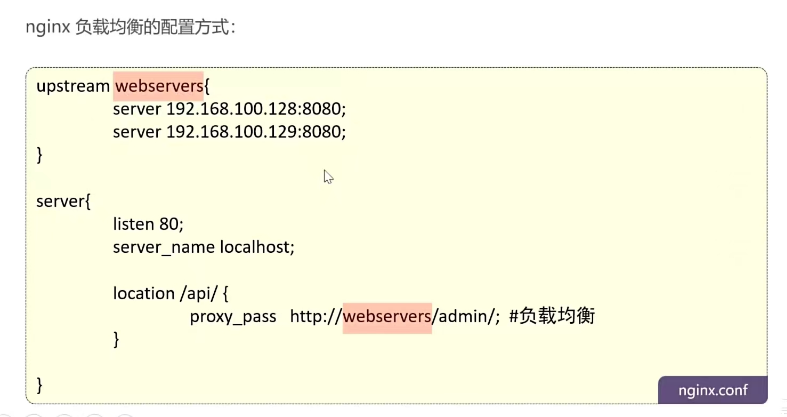 nginx 负载均衡的配置方式：
upstream webservers{
server 192.168.100.128:8080;
server 192.168.100.129:8080;
}
server{
listen 80;
server_name localhost;
location /api/ {
proxy_pass http://webservers/admin/; #负载均衡
}
}
nginx.conf